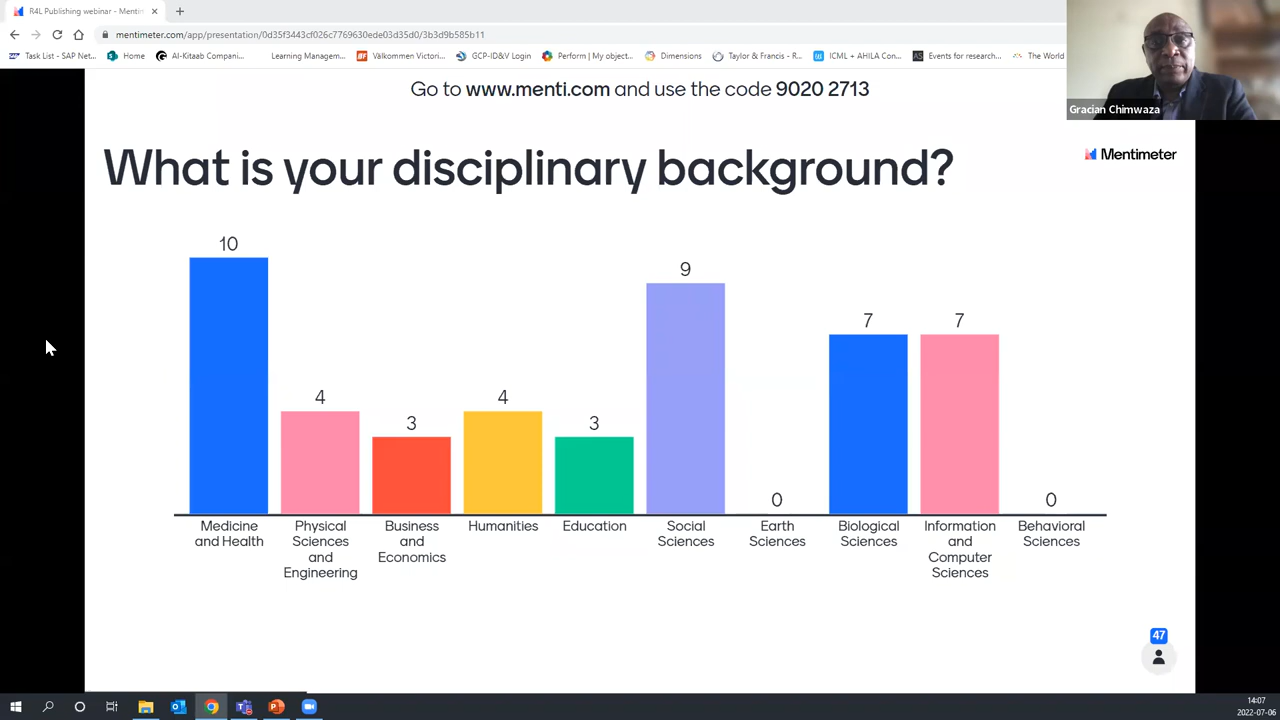 R4L Publishing webinar - Mentim
mentimeter.com/app/presentation/0d35f3443cf026c7769630ede03d35d0/3b3d9b585b11
Task List - SAP Net... Home Al-Kitaab Compani... Learning Managem... Välkommen Victori... GCP-ID&V Login Perform | My object... Dimensions Taylor & Francis - R... ICML + AHILA Con... Events for research... The World
Gracian Chimwaza
Go to www.menti.com and use the code 9020 2713
What is your disciplinary background?
Mentimeter
10
4
3
4
3
9
0
7
7
0
Medicine
and Health
Physical
Sciences
and
Engineering
Business
and
Economics
Humanities
Education
Social
Sciences
Earth
Sciences
Biological
Sciences
Information
and
Computer
Sciences
Behavioral
Sciences
47
14:07
2022-07-06